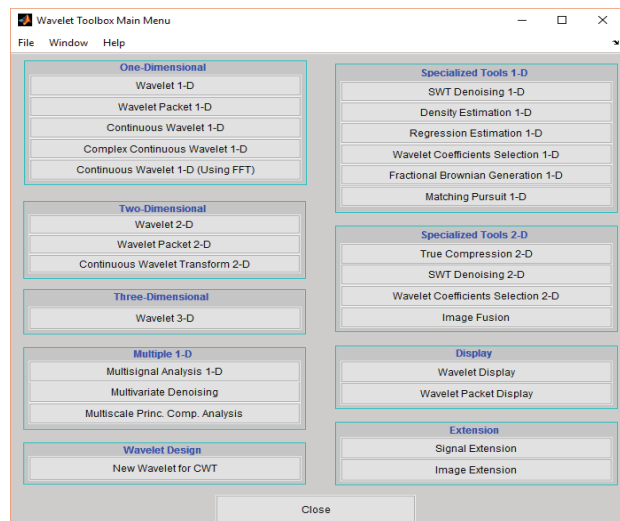 Wavelet Toolbox Main Menu
File Window Help
One-Dimensional
Wavelet 1-D
Wavelet Packet 1-D
Continuous Wavelet 1-D
Complex Continuous Wavelet 1-D
Continuous Wavelet 1-D (Using FFT)
Two-Dimensional
Wavelet 2-D
Wavelet Packet 2-D
Continuous Wavelet Transform 2-D
Three-Dimensional
Wavelet 3-D
Multiple 1-D
Multisignal Analysis 1-D
Multivariate Denoising
Multiscale Princ. Comp. Analysis
Wavelet Design
New Wavelet for CWT
Specialized Tools 1-D
SWT Denoising 1-D
Density Estimation 1-D
Regression Estimation 1-D
Wavelet Coefficients Selection 1-D
Fractional Brownian Generation 1-D
Matching Pursuit 1-D
Specialized Tools 2-D
True Compression 2-D
SWT Denoising 2-D
Wavelet Coefficients Selection 2-D
Image Fusion
Display
Wavelet Display
Wavelet Packet Display
Extension
Signal Extension
Image Extension
Close